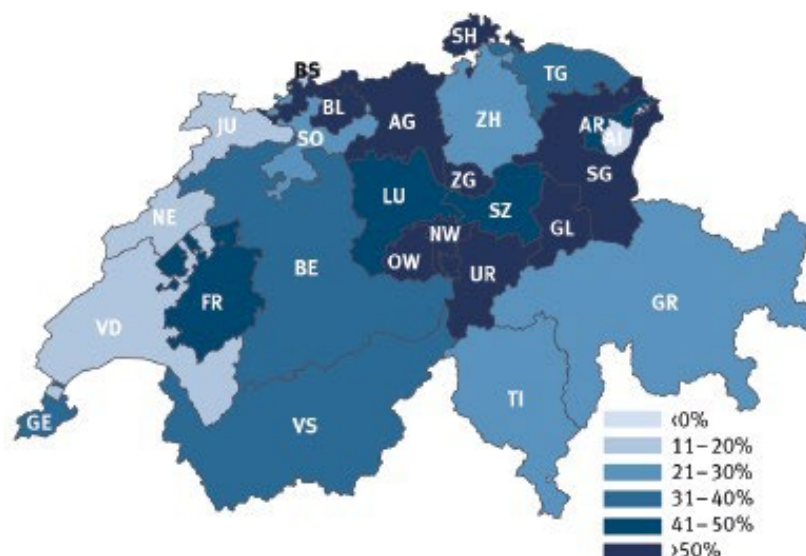 SH
BS
TG
BL
JU
AG
ZH
AR
AI
SO
ZG
SG
LU
SZ
NE
NW
GL
OW
BE
UR
FR
GR
VD
TI
GE
VS
‹0%
11–20%
21–30%
31–40%
41–50%
›50%